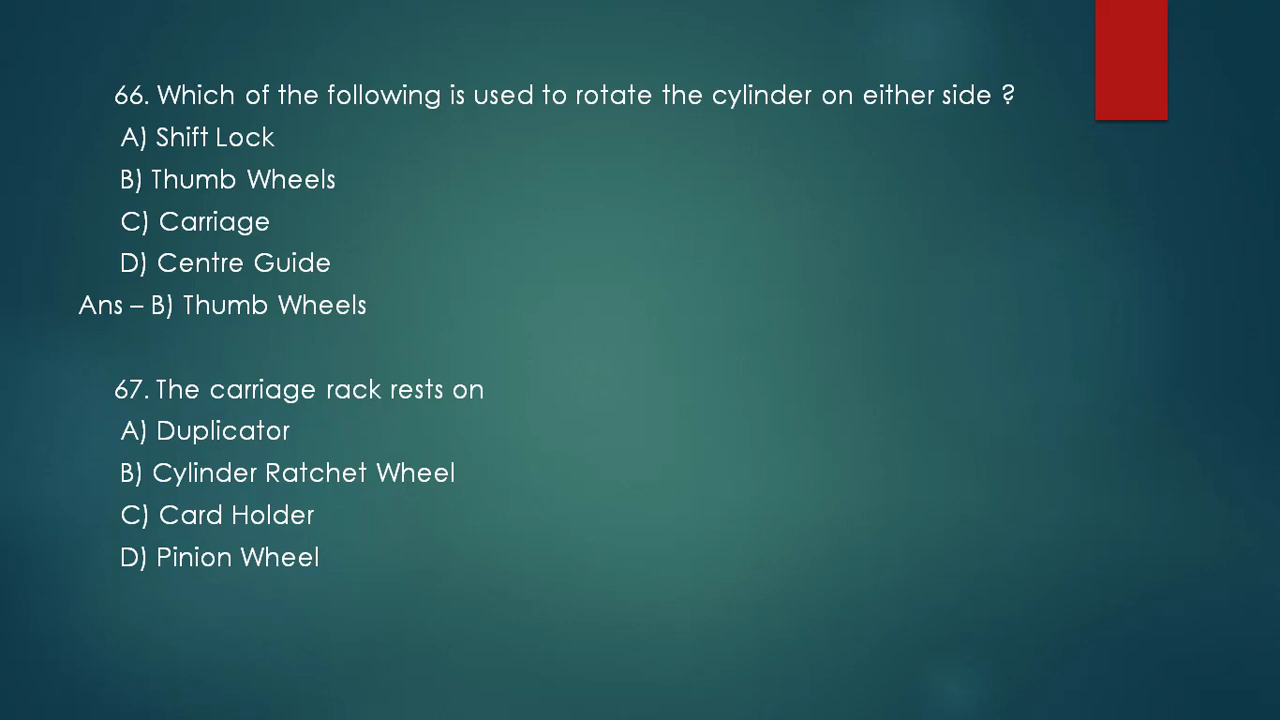 66. Which of the following is used to rotate the cylinder on either side ?
A) Shift Lock
B) Thumb Wheels
C) Carriage
D) Centre Guide
Ans – B) Thumb Wheels
67. The carriage rack rests on
A) Duplicator
B) Cylinder Ratchet Wheel
C) Card Holder
D) Pinion Wheel